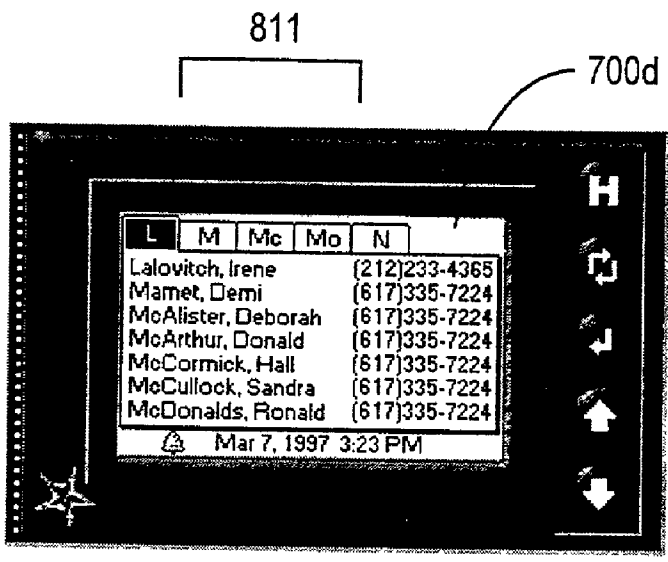 811
700d
H
L M Mc Mo N
Lalovitch, Irene (212)233-4365
Mamet, Demi (617)335-7224
McAlister, Deborah (617)335-7224
McArthur, Donald (617)335-7224
McCormick, Hall (617)335-7224
McCullock, Sandra (617)335-7224
McDonalds, Ronald (617)335-7224
Mar 7, 1997 3:23 PM